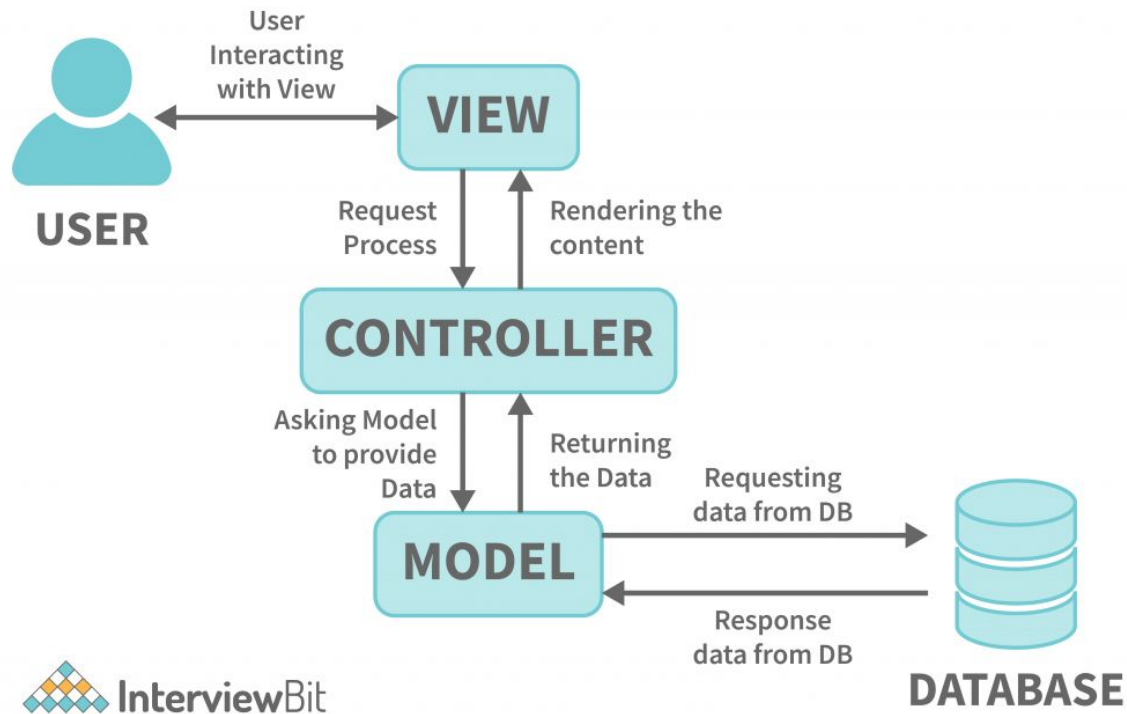 User
Interacting
with View
VIEW
USER
Request
Process
Rendering the
content
CONTROLLER
Asking Model
to provide
Data
Returning
the Data
Requesting
data from DB
MODEL
Response
data from DB
DATABASE
InterviewBit